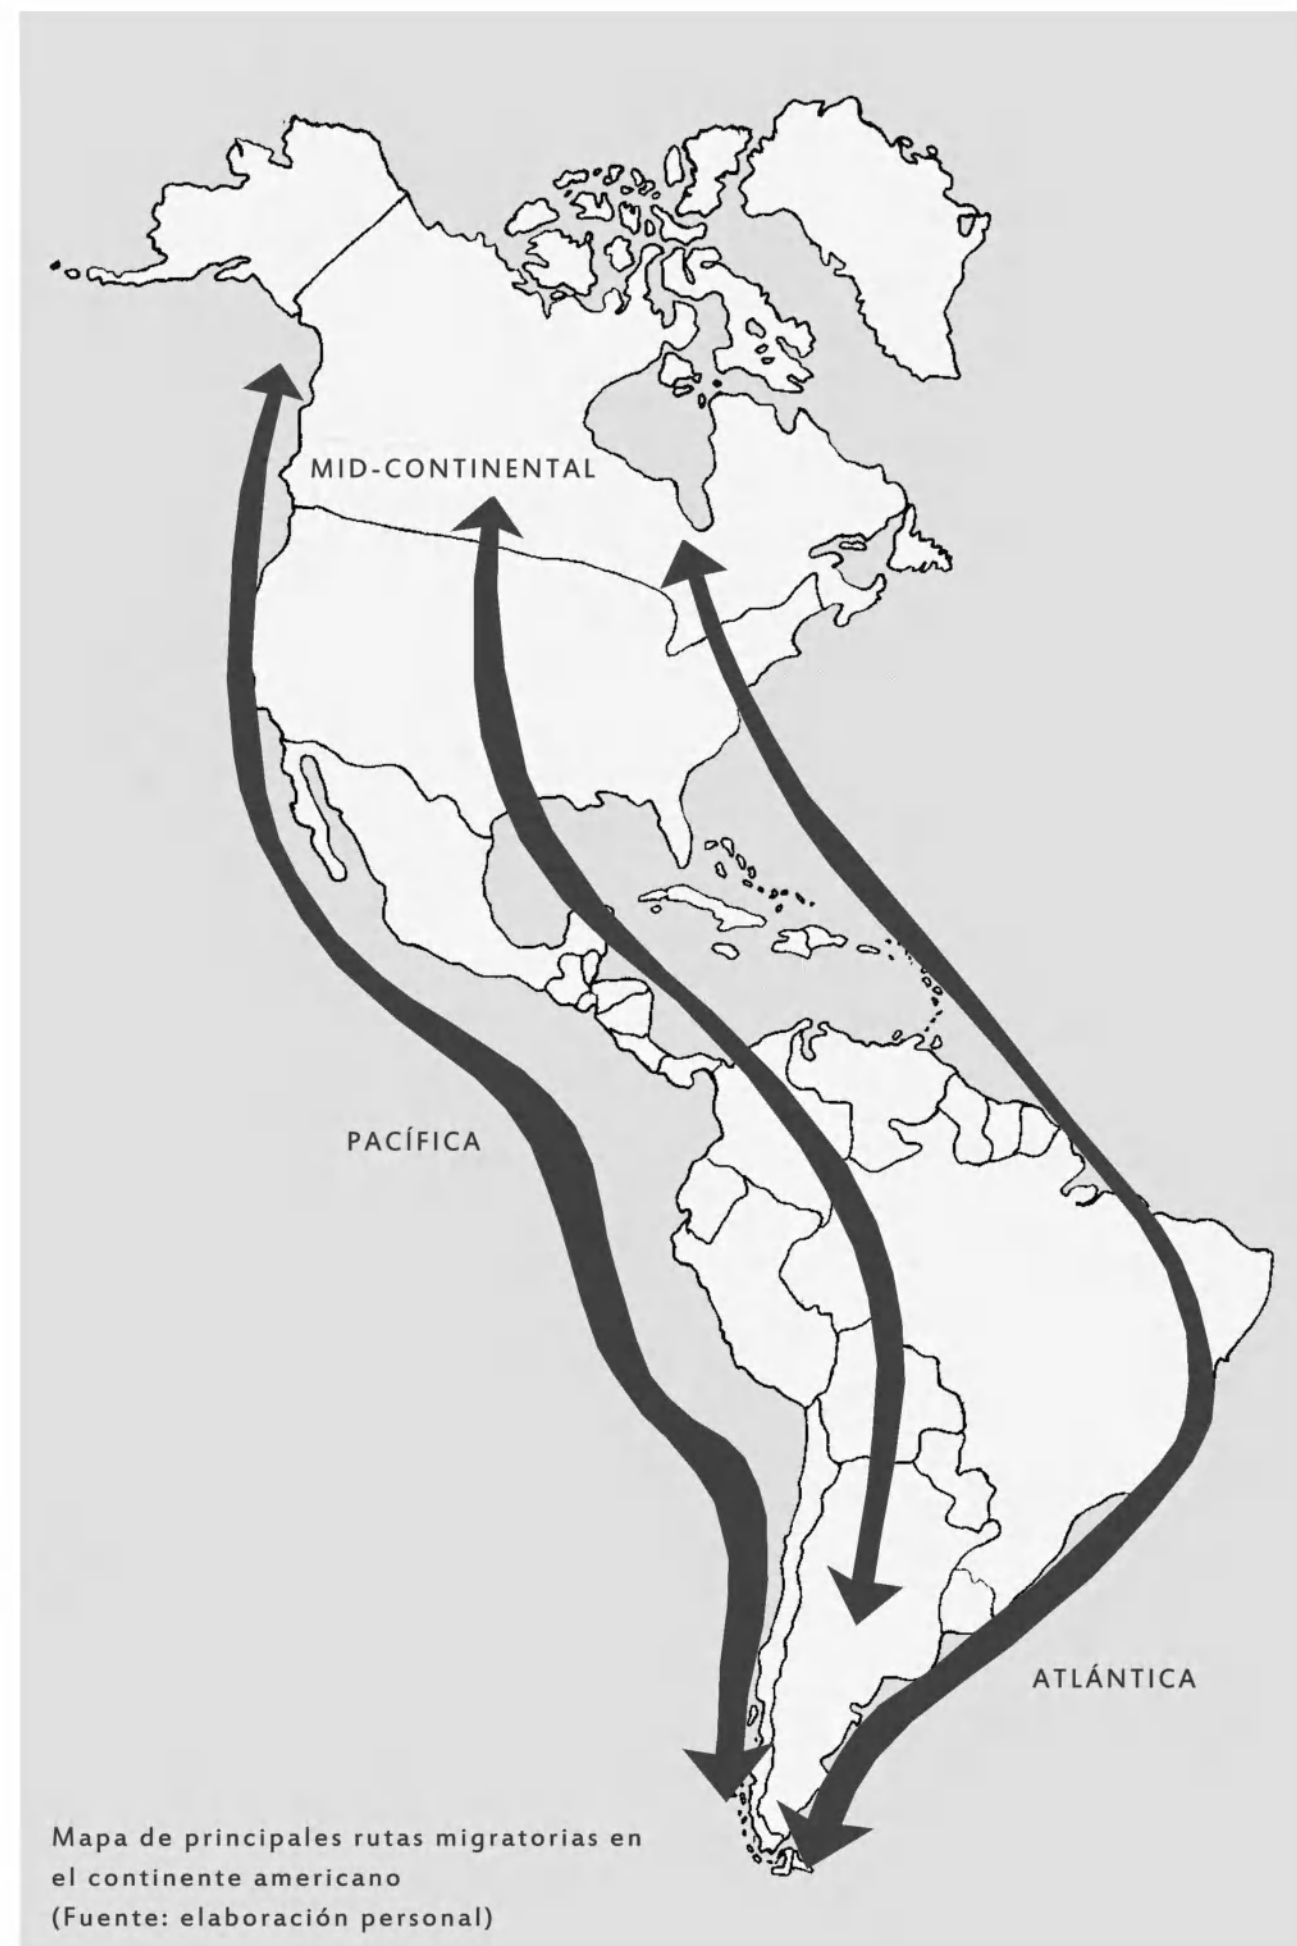 MID-CONTINENTAL
PACÍFICA
ATLÁNTICA
Mapa de principales rutas migratorias en
el continente americano
(Fuente: elaboración personal)